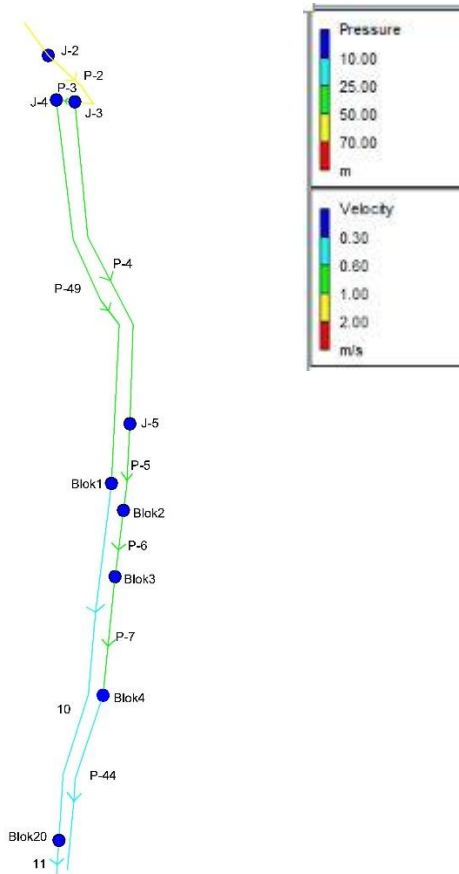 J-2
P-2
P-3
J-4
J-3
P-4
P-49
J-5
P-5
Blok1
Blok2
P-6
Blok3
P-7
Blok4
10
P-44
Blok20
11
Pressure
10.00
25.00
50.00
70.00
m
Velocity
0.30
0.60
1.00
2.00
m/s